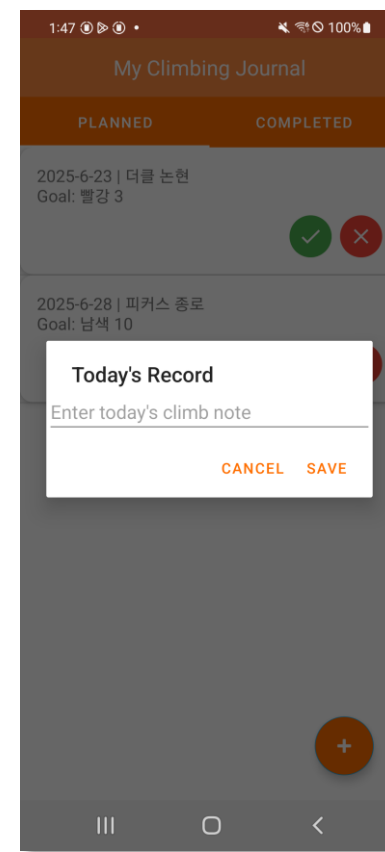 1:47
100%
My Climbing Journal
PLANNED
COMPLETED
2025-6-23 | 더클 논현
Goal: 빨강 3
2025-6-28 | 피커스 종로
Goal: 남색 10
Today's Record
Enter today's climb note
CANCEL
SAVE
+